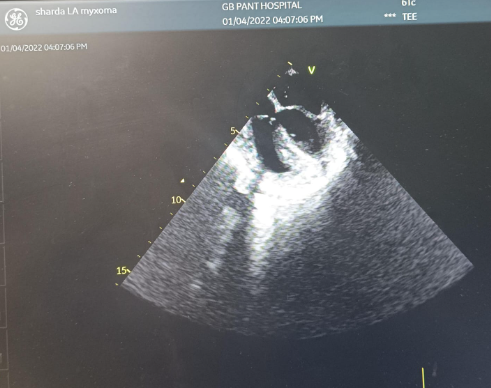 sharda LA myxoma
GB PANT HOSPITAL
01/04/2022 04:07:06 PM
6Tc
*** TEE
01/04/2022 04:07:06 PM
V
5
10
15